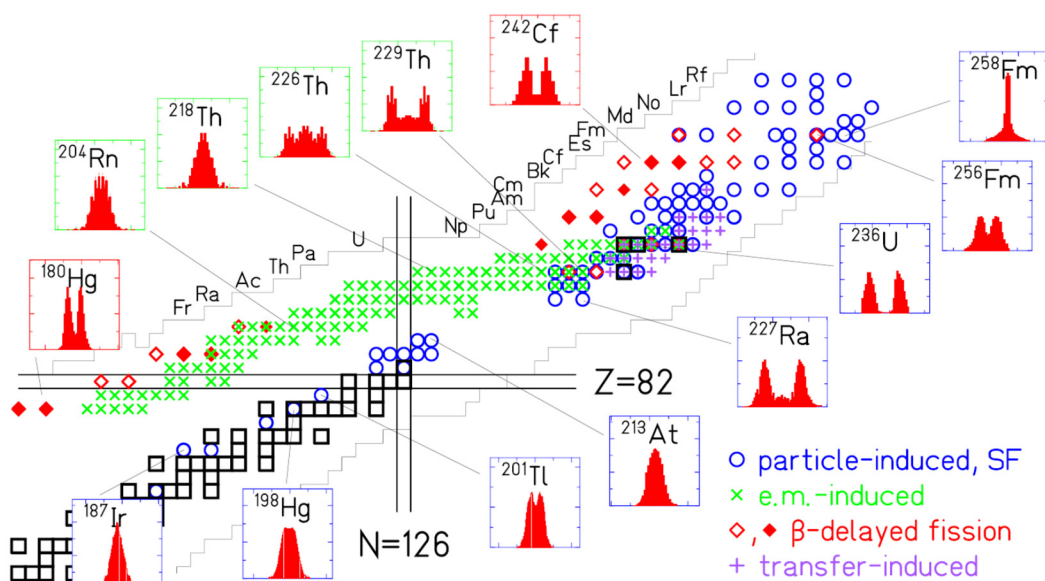 258Fm
242Cf
229Th
226Th
218Th
204Rn
180Hg
Rf
Lr
No
Md
Fm
Es
Cf
Bk
Cm
Am
Pu
Np
U
Pa
Th
Ac
Ra
Fr
256Fm
236U
227Ra
Z=82
213At
201Tl
198Hg
187Ir
N=126
particle-induced, SF
e.m.-induced
, β-delayed fission
transfer-induced